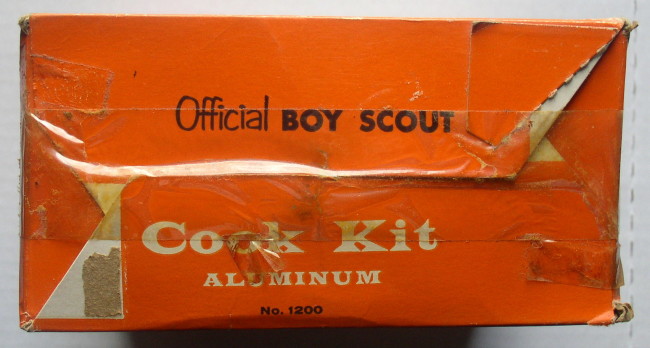 Official BOY SCOUT
Cook Kit
ALUMINUM
No. 1200